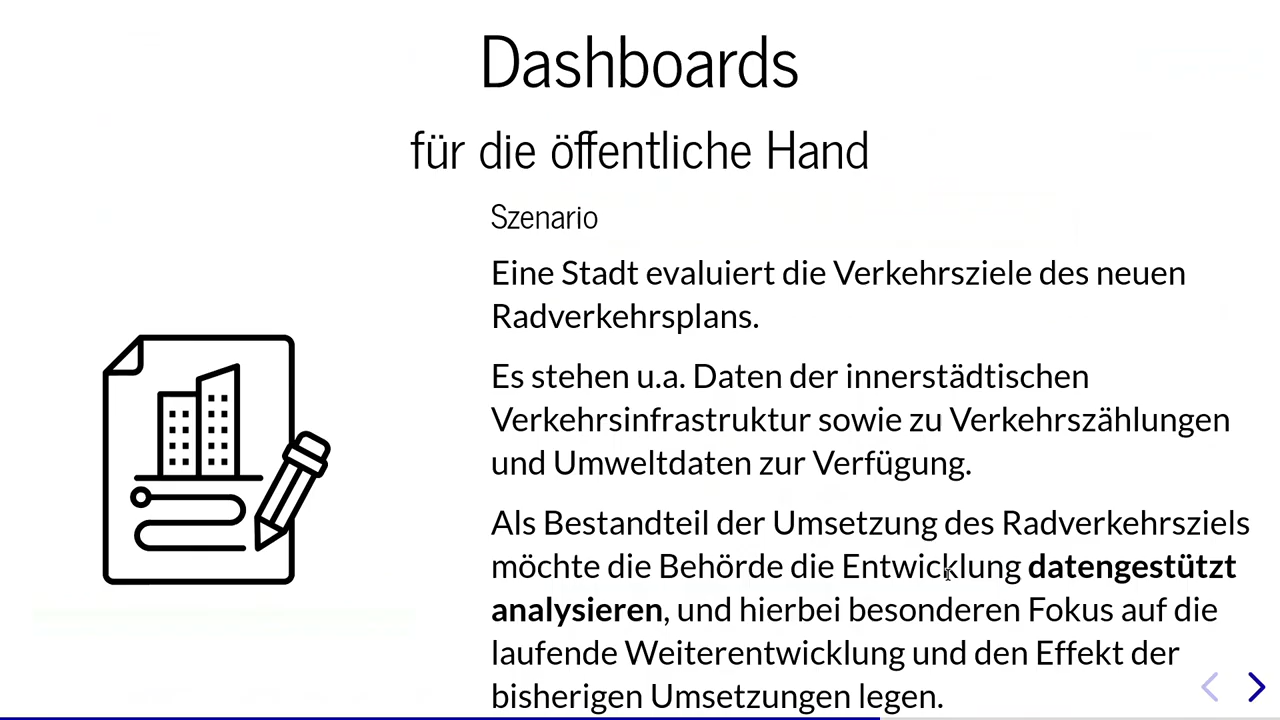 Dashboards
für die öffentliche Hand
Szenario
Eine Stadt evaluiert die Verkehrsziele des neuen
Radverkehrsplans.
Es stehen u.a. Daten der innerstädtischen
Verkehrsinfrastruktur sowie zu Verkehrszählungen
und Umweltdaten zur Verfügung.
Als Bestandteil der Umsetzung des Radverkehrsziels
möchte die Behörde die Entwicklung datengestützt
analysieren, und hierbei besonderen Fokus auf die
laufende Weiterentwicklung und den Effekt der
bisherigen Umsetzungen legen.